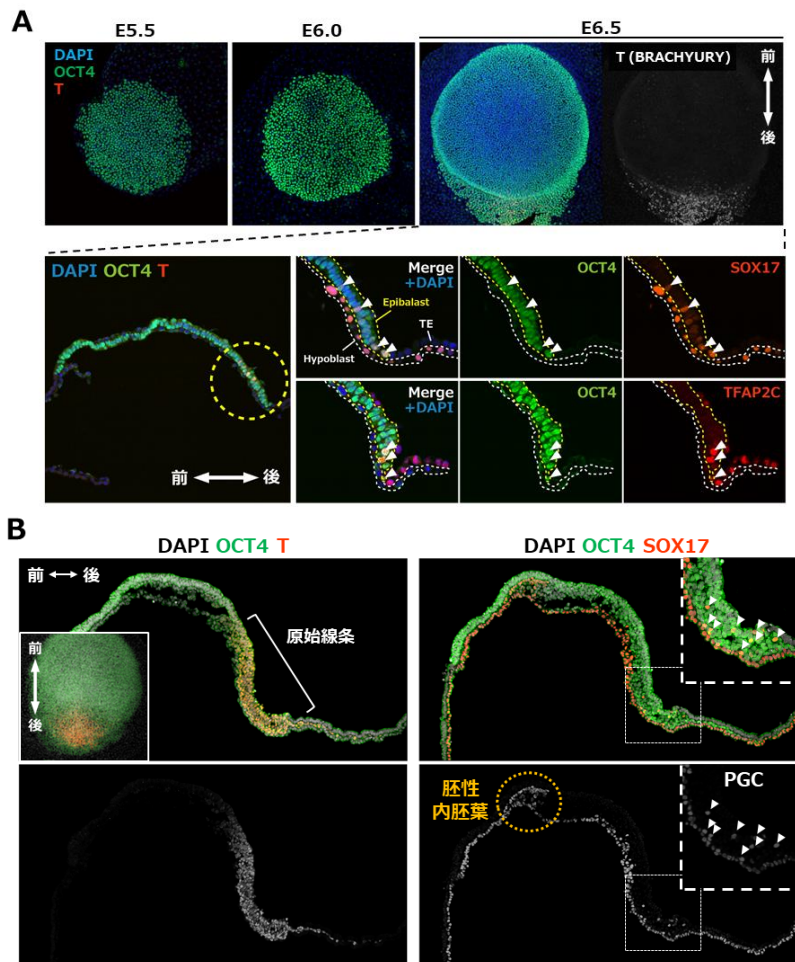 A
E5.5
E6.0
E6.5
DAPI
OCT4
T
T (BRACHYURY)
前
後
DAPI OCT4 T
前
後
Merge
+DAPI
Epibalast
TE
Hypoblast
OCT4
SOX17
Merge
+DAPI
OCT4
TFAP2C
B
DAPI OCT4 T
前
後
原始線条
前
後
DAPI OCT4 SOX17
胚性
内胚葉
PGC